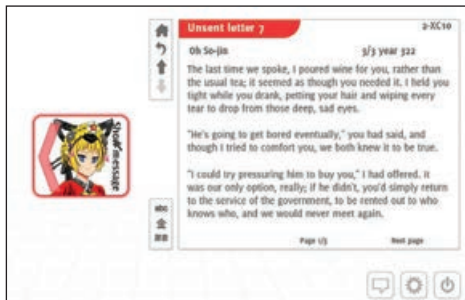 Unsent letter 7
2-XC10
Oh So-jin
3/3 year 322
The last time we spoke, I poured wine for you, rather than
the usual tea; it seemed as though you needed it. I held you
tight while you drank, petting your hair and wiping every
tear to drop from those deep, sad eyes.
"He's going to get bored eventually," you had said, and
though I tried to comfort you, we both knew it to be true.
"I could try pressuring him to buy you," I had offered. It
was our only option, really; if he didn't, you'd simply return
to the service of the government, to be rented out to who
knows who, and we would never meet again.
Page 1/3
Next page
Show message
abc